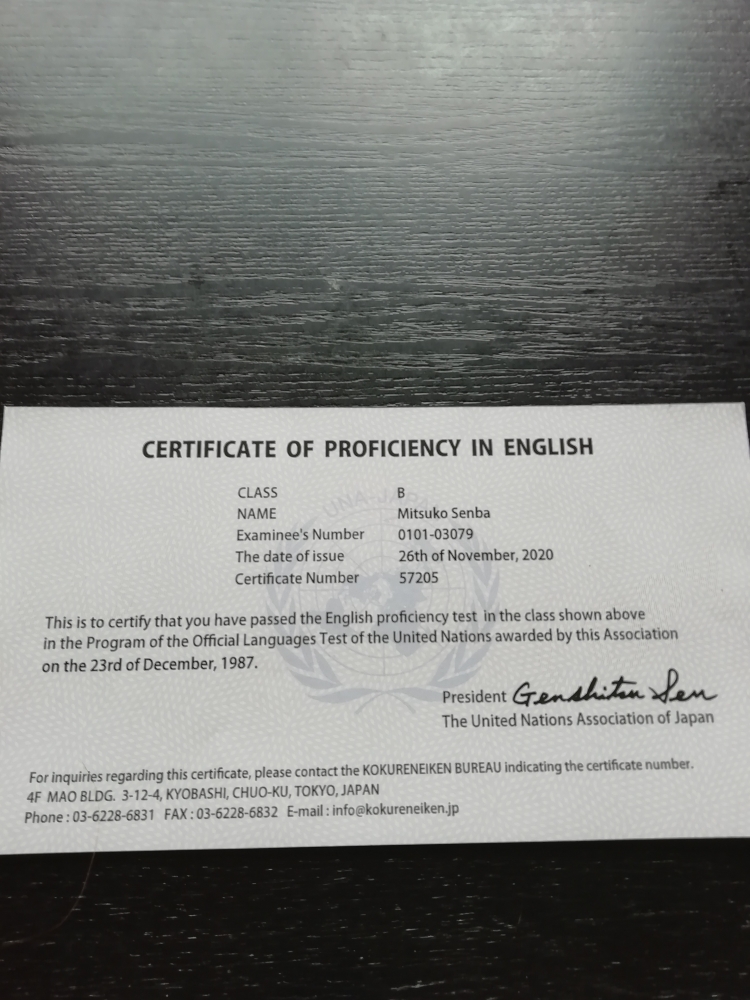 CERTIFICATE OF PROFICIENCY IN ENGLISH
CLASS B
NAME Mitsuko Senba
Examinee's Number 0101-03079
The date of issue 26th of November, 2020
Certificate Number 57205
UNA-JAPAN
This is to certify that you have passed the English proficiency test in the class shown above
in the Program of the Official Languages Test of the United Nations awarded by this Association
on the 23rd of December, 1987.
President Genshitsu Sen
The United Nations Association of Japan
For inquiries regarding this certificate, please contact the KOKURENEIKEN BUREAU indicating the certificate number.
4F MAO BLDG. 3-12-4, KYOBASHI, CHUO-KU, TOKYO, JAPAN
Phone : 03-6228-6831 FAX : 03-6228-6832 E-mail : info@kokureneiken.jp